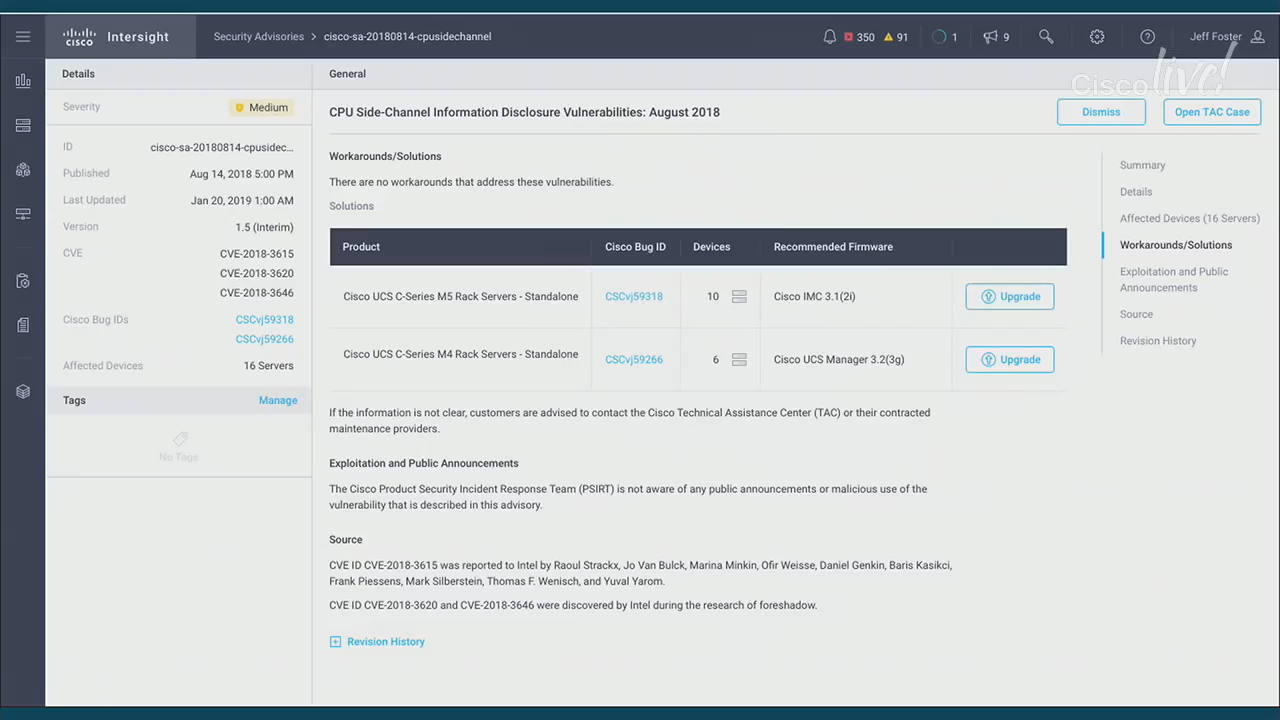 cisco Intersight
Security Advisories > cisco-sa-20180814-cpusidechannel
350 91 1 9
Jeff Foster
Cisco live!
Details
Severity Medium
ID cisco-sa-20180814-cpusidec...
Published Aug 14, 2018 5:00 PM
Last Updated Jan 20, 2019 1:00 AM
Version 1.5 (Interim)
CVE CVE-2018-3615
CVE-2018-3620
CVE-2018-3646
Cisco Bug IDs CSCvj59318
CSCvj59266
Affected Devices 16 Servers
Tags Manage
No Tags
General
CPU Side-Channel Information Disclosure Vulnerabilities: August 2018
Dismiss
Open TAC Case
Workarounds/Solutions
There are no workarounds that address these vulnerabilities.
Solutions
Product Cisco Bug ID Devices Recommended Firmware
Cisco UCS C-Series M5 Rack Servers - Standalone CSCvj59318 10 Cisco IMC 3.1(2i) Upgrade
Cisco UCS C-Series M4 Rack Servers - Standalone CSCvj59266 6 Cisco UCS Manager 3.2(3g) Upgrade
If the information is not clear, customers are advised to contact the Cisco Technical Assistance Center (TAC) or their contracted
maintenance providers.
Exploitation and Public Announcements
The Cisco Product Security Incident Response Team (PSIRT) is not aware of any public announcements or malicious use of the
vulnerability that is described in this advisory.
Source
CVE ID CVE-2018-3615 was reported to Intel by Raoul Strackx, Jo Van Bulck, Marina Minkin, Ofir Weisse, Daniel Genkin, Baris Kasikci,
Frank Piessens, Mark Silberstein, Thomas F. Wenisch, and Yuval Yarom.
CVE ID CVE-2018-3620 and CVE-2018-3646 were discovered by Intel during the research of foreshadow.
Revision History
Summary
Details
Affected Devices (16 Servers)
Workarounds/Solutions
Exploitation and Public
Announcements
Source
Revision History